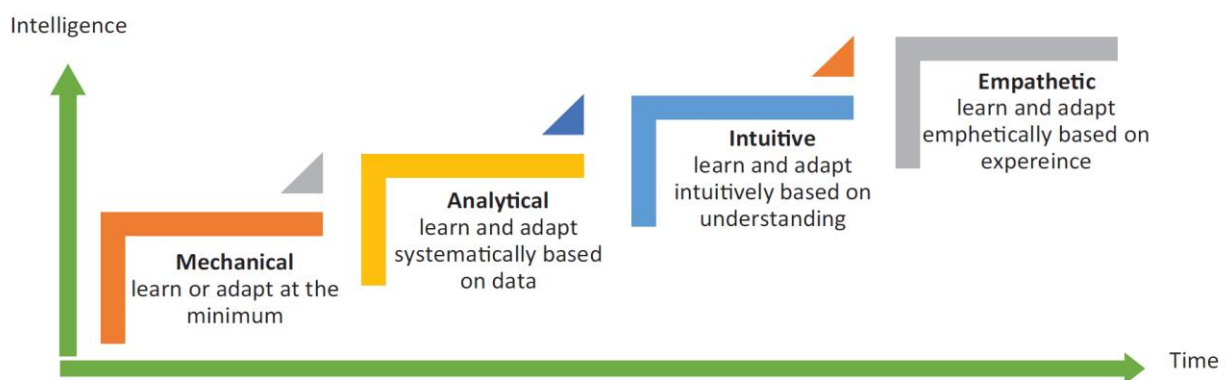 Intelligence
Mechanical
learn or adapt at the
minimum
Analytical
learn and adapt
systematically based
on data
Intuitive
learn and adapt
intuitively based on
understanding
Empathetic
learn and adapt
emphetically based on
expereince
Time